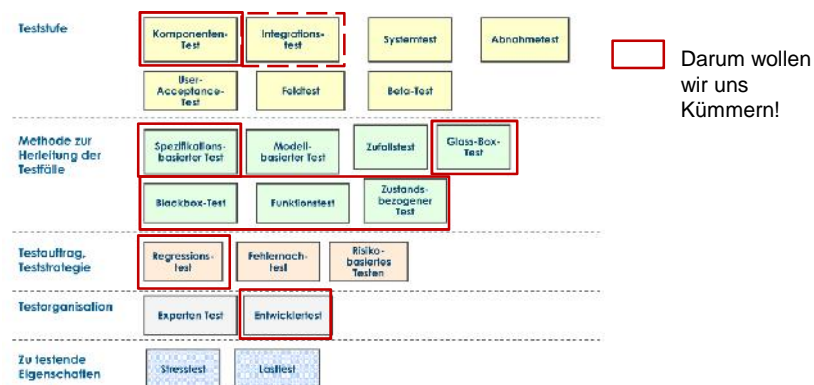 Teststufe
Komponenten-
Test
Integrations-
test
Systemtest
Abnahmetest
User-
Acceptance-
Test
Feldtest
Beta-Test
Methode zur
Herleitung der
Testfälle
Spezifikations-
basierter Test
Modell-
basierter Test
Zufallstest
Glass-Box-
Test
Blackbox-Test
Funktionstest
Zustands-
bezogener
Test
Testauftrag,
Teststrategie
Regressions-
test
Fehlernach-
test
Risiko-
basiertes
Testen
Testorganisation
Experten Test
Entwicklertest
Zu testende
Eigenschaften
Stresstest
Lasttest
Darum wollen
wir uns
Kümmern!